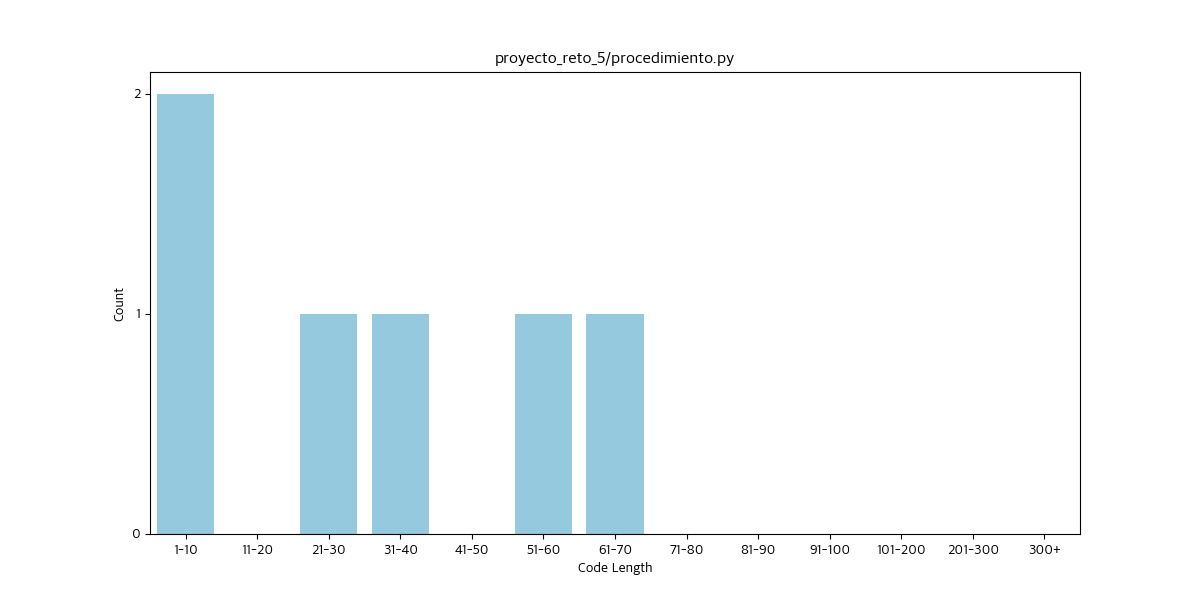 proyecto_reto_5/procedimiento.py
2
1
0
Count
1-10 11-20 21-30 31-40 41-50 51-60 61-70 71-80 81-90 91-100 101-200 201-300 300+
Code Length